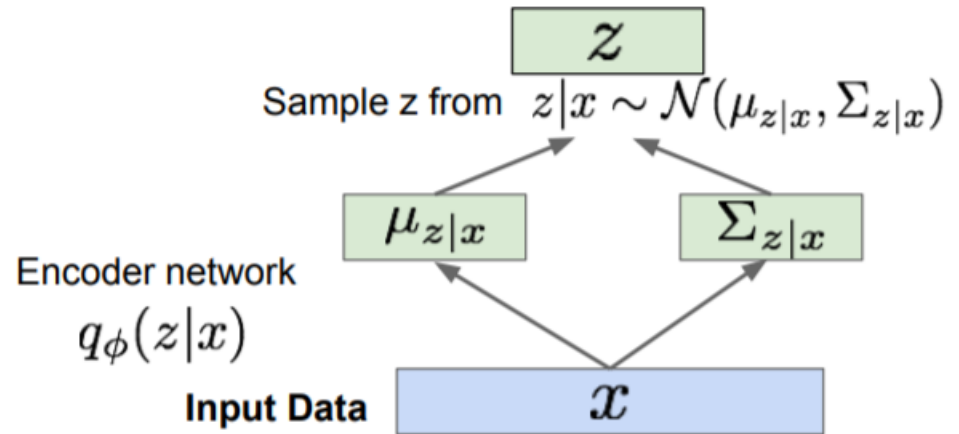 z
Sample z from z|x ∼ 𝒩(μ_{z|x}, Σ_{z|x})
μ_{z|x} Σ_{z|x}
Encoder network
q_ϕ(z|x)
Input Data x